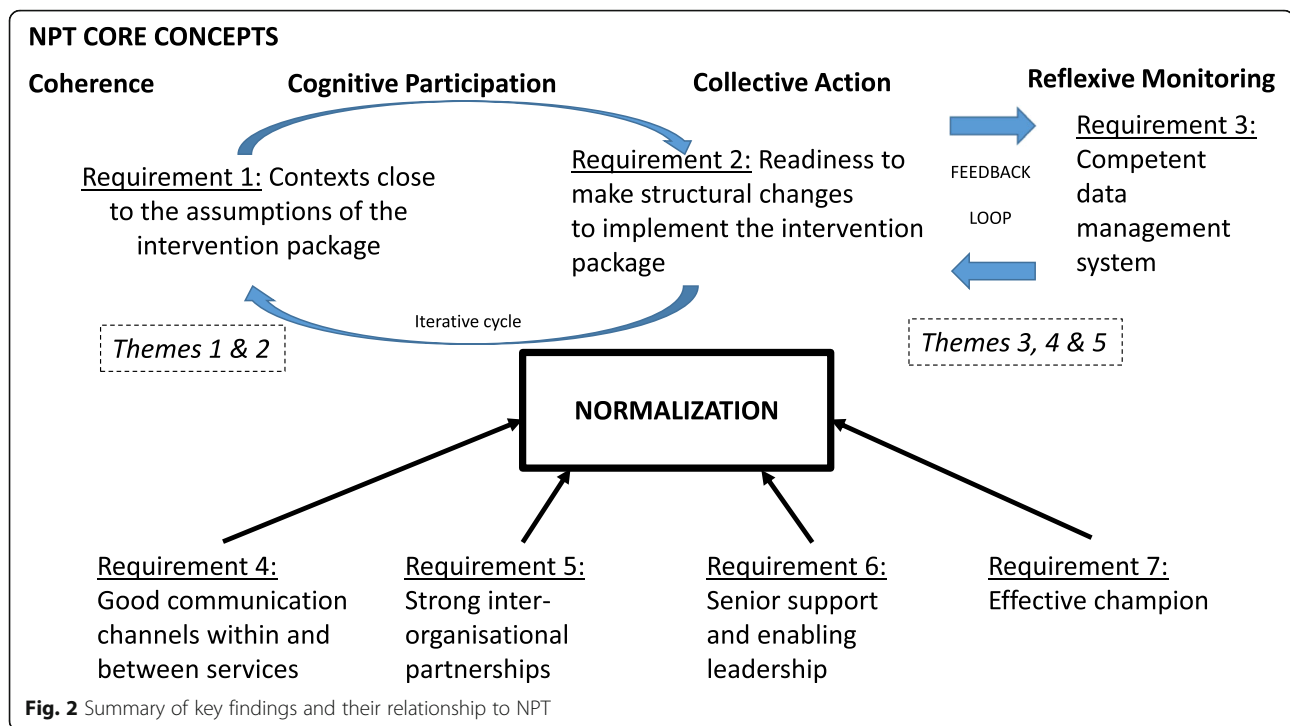 NPT CORE CONCEPTS
Coherence
Cognitive Participation
Collective Action
Reflexive Monitoring
Requirement 1: Contexts close
to the assumptions of the
intervention package
Requirement 2: Readiness to
make structural changes
to implement the intervention
package
FEEDBACK
LOOP
Requirement 3:
Competent
data
management
system
Iterative cycle
Themes 1 & 2
Themes 3, 4 & 5
NORMALIZATION
Requirement 4:
Good communication
channels within and
between services
Requirement 5:
Strong inter-
organisational
partnerships
Requirement 6:
Senior support
and enabling
leadership
Requirement 7:
Effective champion
Fig. 2 Summary of key findings and their relationship to NPT